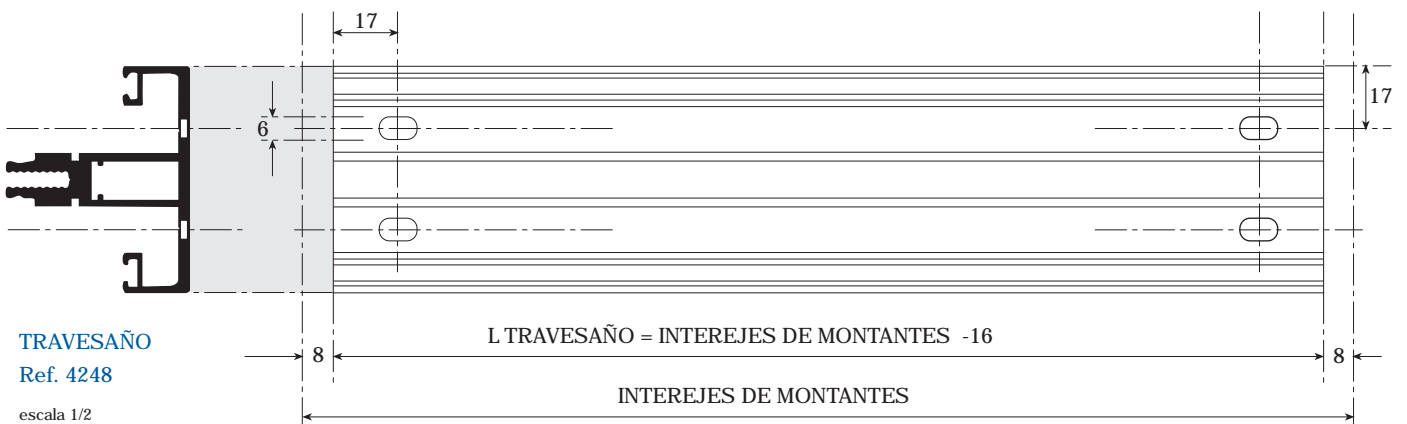 17
17
6
TRAVESAÑO
Ref. 4248
escala 1/2
L TRAVESAÑO = INTEREJES DE MONTANTES -16
8
8
INTEREJES DE MONTANTES